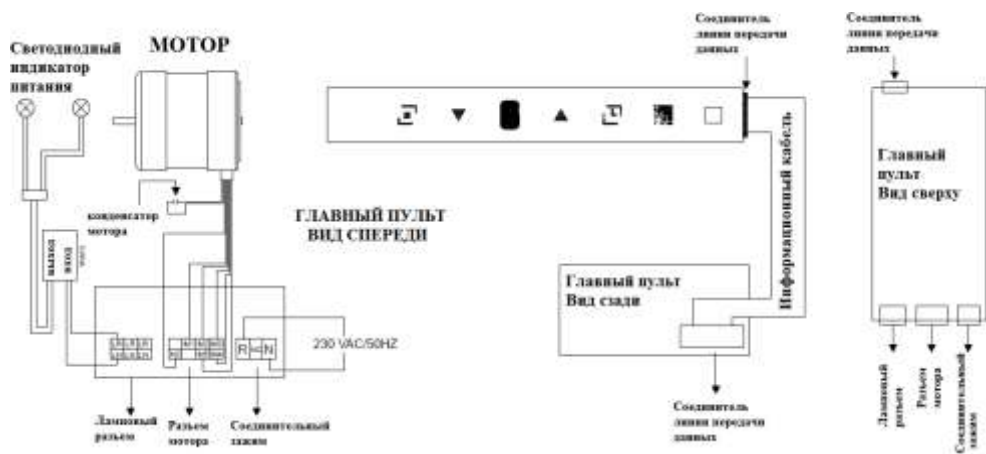 Светодиодный
индикатор
питания
МОТОР
конденсатор
мотора
выход
вход
R N
230 VAC/50HZ
Ламповый
разъем
Разъем
мотора
Соединительный
зажим
ГЛАВНЫЙ ПУЛЬТ
ВИД СПЕРЕДИ
Соединитель
линии передачи
данных
Информационный кабель
Главный пульт
Вид сзади
Соединитель
линии передачи
данных
Соединитель
линии передачи
данных
Главный
пульт
Вид сверху
Ламповый
разъем
Разъем
мотора
Соединительный
зажим